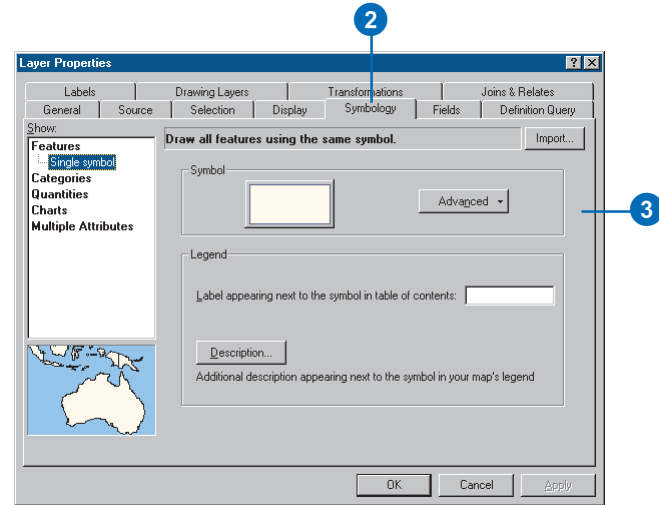 2
Layer Properties
Labels Drawing Layers Transformations Joins & Relates
General Source Selection Display Symbology Fields Definition Query
Show:
Features
Single symbol
Categories
Quantities
Charts
Multiple Attributes
Draw all features using the same symbol.
Import...
Symbol
Advanced
3
Legend
Label appearing next to the symbol in table of contents:
Description...
Additional description appearing next to the symbol in your map's legend
OK Cancel Apply